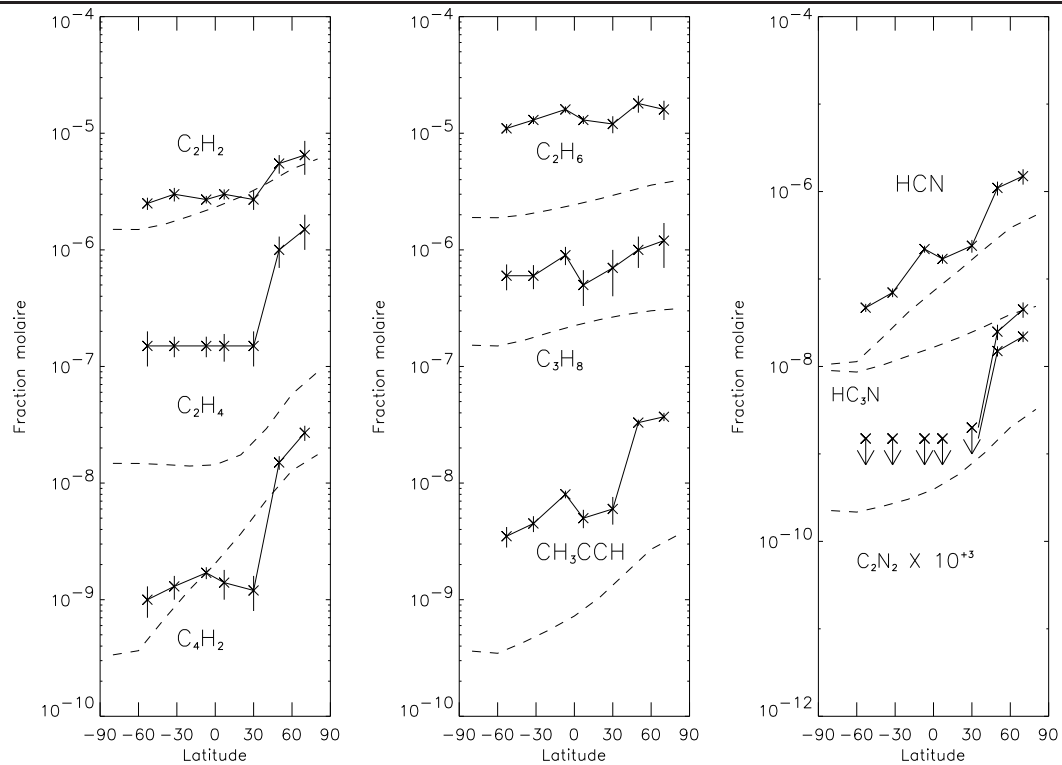 10⁻⁴
10⁻⁵
10⁻⁶
10⁻⁷
10⁻⁸
10⁻⁹
10⁻¹⁰
Fraction molaire
C₂H₂
C₂H₄
C₄H₂
−90 −60 −30 0 30 60 90
Latitude
10⁻⁴
10⁻⁵
10⁻⁶
10⁻⁷
10⁻⁸
10⁻⁹
10⁻¹⁰
Fraction molaire
C₂H₆
C₃H₈
CH₃CCH
−90 −60 −30 0 30 60 90
Latitude
10⁻⁴
10⁻⁶
10⁻⁸
10⁻¹⁰
10⁻¹²
Fraction molaire
HCN
HC₃N
C₂N₂ X 10⁺³
−90 −60 −30 0 30 60 90
Latitude